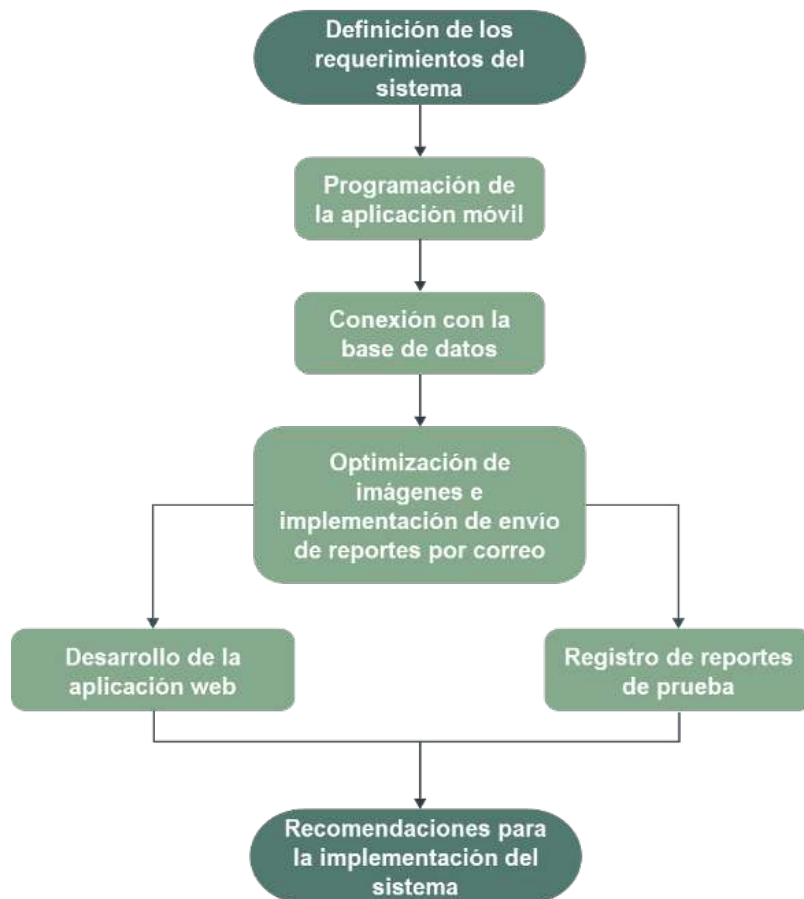 Definición de los
requerimientos del
sistema
Programación de
la aplicación móvil
Conexión con la
base de datos
Optimización de
imágenes e
implementación de envío
de reportes por correo
Desarrollo de la
aplicación web
Registro de reportes
de prueba
Recomendaciones para
la implementación del
sistema